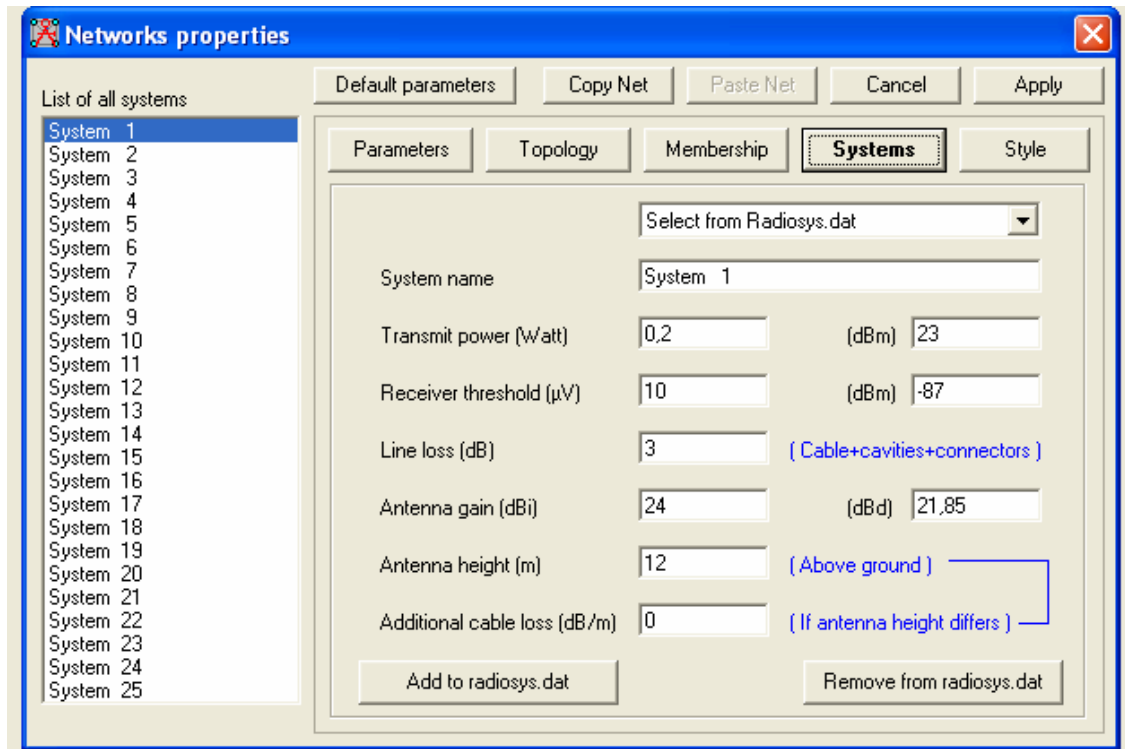 Networks properties
Default parameters Copy Net Paste Net Cancel Apply
List of all systems
System 1
System 2
System 3
System 4
System 5
System 6
System 7
System 8
System 9
System 10
System 11
System 12
System 13
System 14
System 15
System 16
System 17
System 18
System 19
System 20
System 21
System 22
System 23
System 24
System 25
Parameters Topology Membership Systems Style
Select from Radiosys.dat
System name System 1
Transmit power (Watt) 0,2 (dBm) 23
Receiver threshold (µV) 10 (dBm) -87
Line loss (dB) 3 ( Cable+cavities+connectors )
Antenna gain (dBi) 24 (dBd) 21,85
Antenna height (m) 12 ( Above ground )
Additional cable loss (dB/m) 0 ( If antenna height differs )
Add to radiosys.dat Remove from radiosys.dat